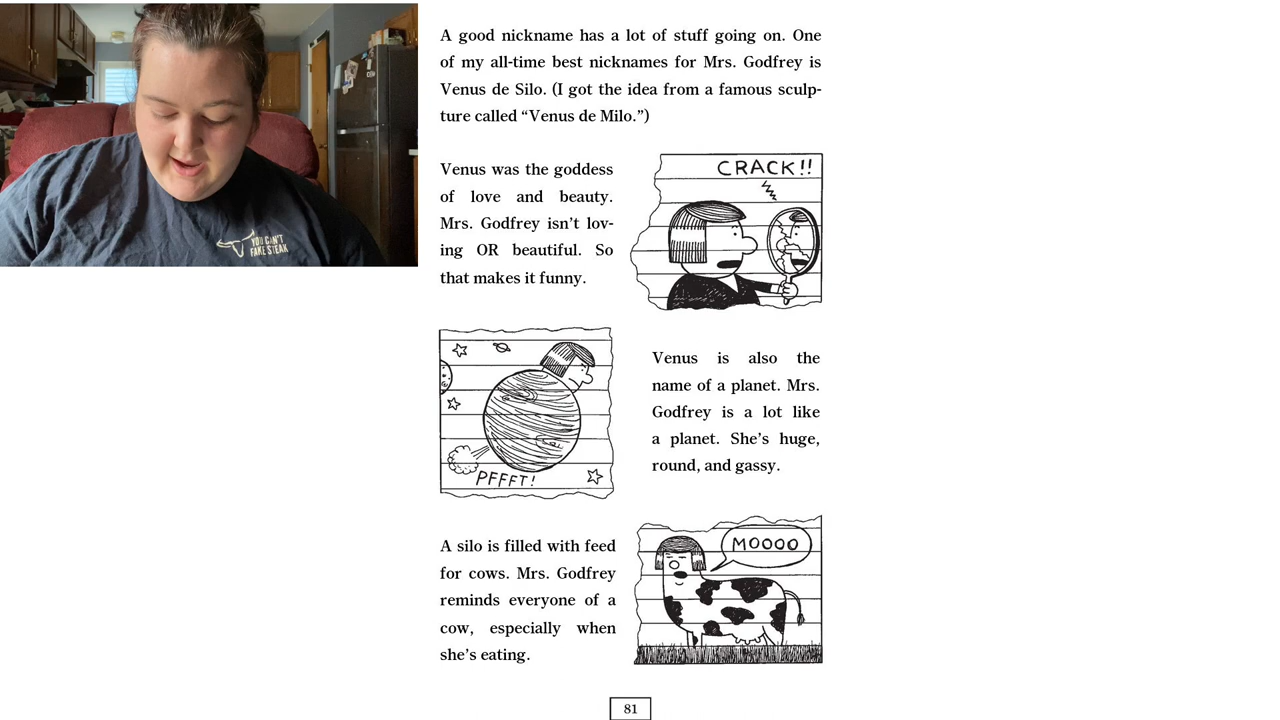 A good nickname has a lot of stuff going on. One
of my all-time best nicknames for Mrs. Godfrey is
Venus de Silo. (I got the idea from a famous sculp-
ture called “Venus de Milo.”)
Venus was the goddess
of love and beauty.
Mrs. Godfrey isn’t lov-
ing OR beautiful. So
that makes it funny.
CRACK!!
YOU CAN'T
FAKE STEAK
PFFFT!
Venus is also the
name of a planet. Mrs.
Godfrey is a lot like
a planet. She’s huge,
round, and gassy.
A silo is filled with feed
for cows. Mrs. Godfrey
reminds everyone of a
cow, especially when
she’s eating.
MOOOO
81